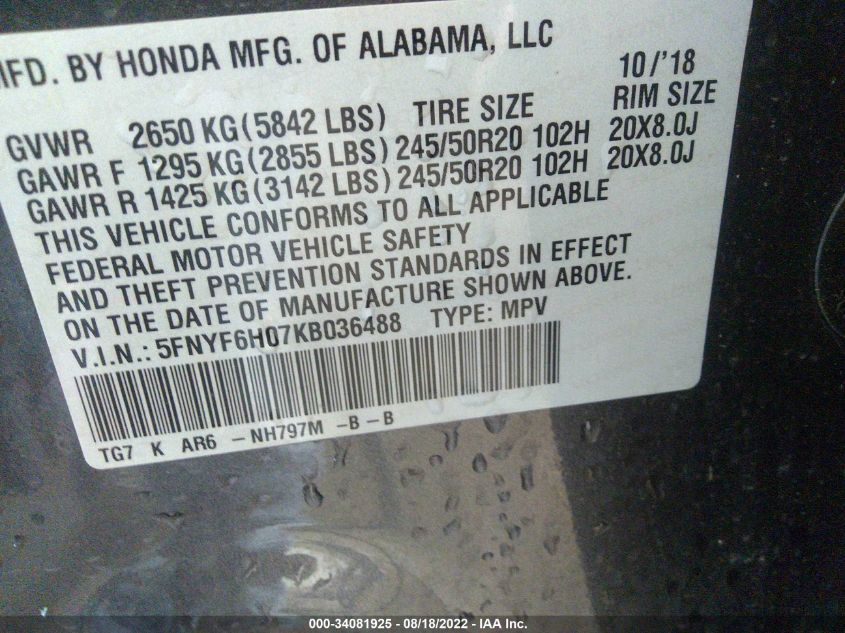 MFD. BY HONDA MFG. OF ALABAMA, LLC
10/'18
GVWR 2650 KG(5842 LBS) TIRE SIZE RIM SIZE
GAWR F 1295 KG(2855 LBS) 245/50R20 102H 20X8.0J
GAWR R 1425 KG(3142 LBS) 245/50R20 102H 20X8.0J
THIS VEHICLE CONFORMS TO ALL APPLICABLE
FEDERAL MOTOR VEHICLE SAFETY
AND THEFT PREVENTION STANDARDS IN EFFECT
ON THE DATE OF MANUFACTURE SHOWN ABOVE.
V.I.N.: 5FNYF6H07KB036488 TYPE: MPV
TG7 K AR6 -NH797M -B-B
000-34081925 - 08/18/2022 - IAA Inc.